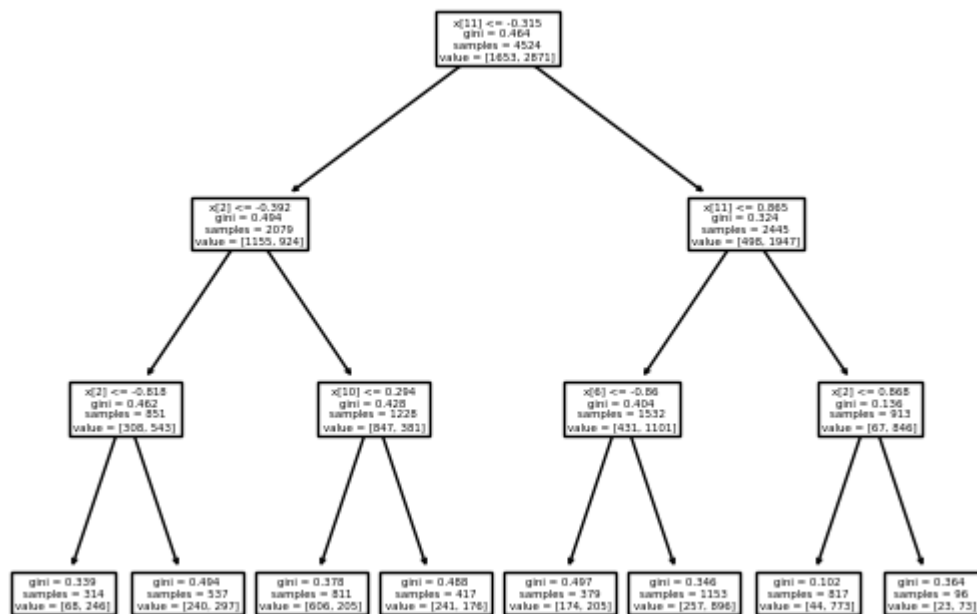 x[11] <= -0.315
gini = 0.464
samples = 4524
value = [1653, 2871]
x[2] <= -0.392
gini = 0.494
samples = 2079
value = [1155, 924]
x[11] <= 0.865
gini = 0.324
samples = 2445
value = [498, 1947]
x[2] <= -0.818
gini = 0.462
samples = 851
value = [308, 543]
x[10] <= 0.294
gini = 0.428
samples = 1228
value = [847, 381]
x[6] <= -0.86
gini = 0.404
samples = 1532
value = [431, 1101]
x[2] <= 0.868
gini = 0.136
samples = 913
value = [67, 846]
gini = 0.339
samples = 314
value = [68, 246]
gini = 0.494
samples = 537
value = [240, 297]
gini = 0.378
samples = 811
value = [606, 205]
gini = 0.488
samples = 417
value = [241, 176]
gini = 0.497
samples = 379
value = [174, 205]
gini = 0.346
samples = 1153
value = [257, 896]
gini = 0.102
samples = 817
value = [44, 773]
gini = 0.364
samples = 96
value = [23,